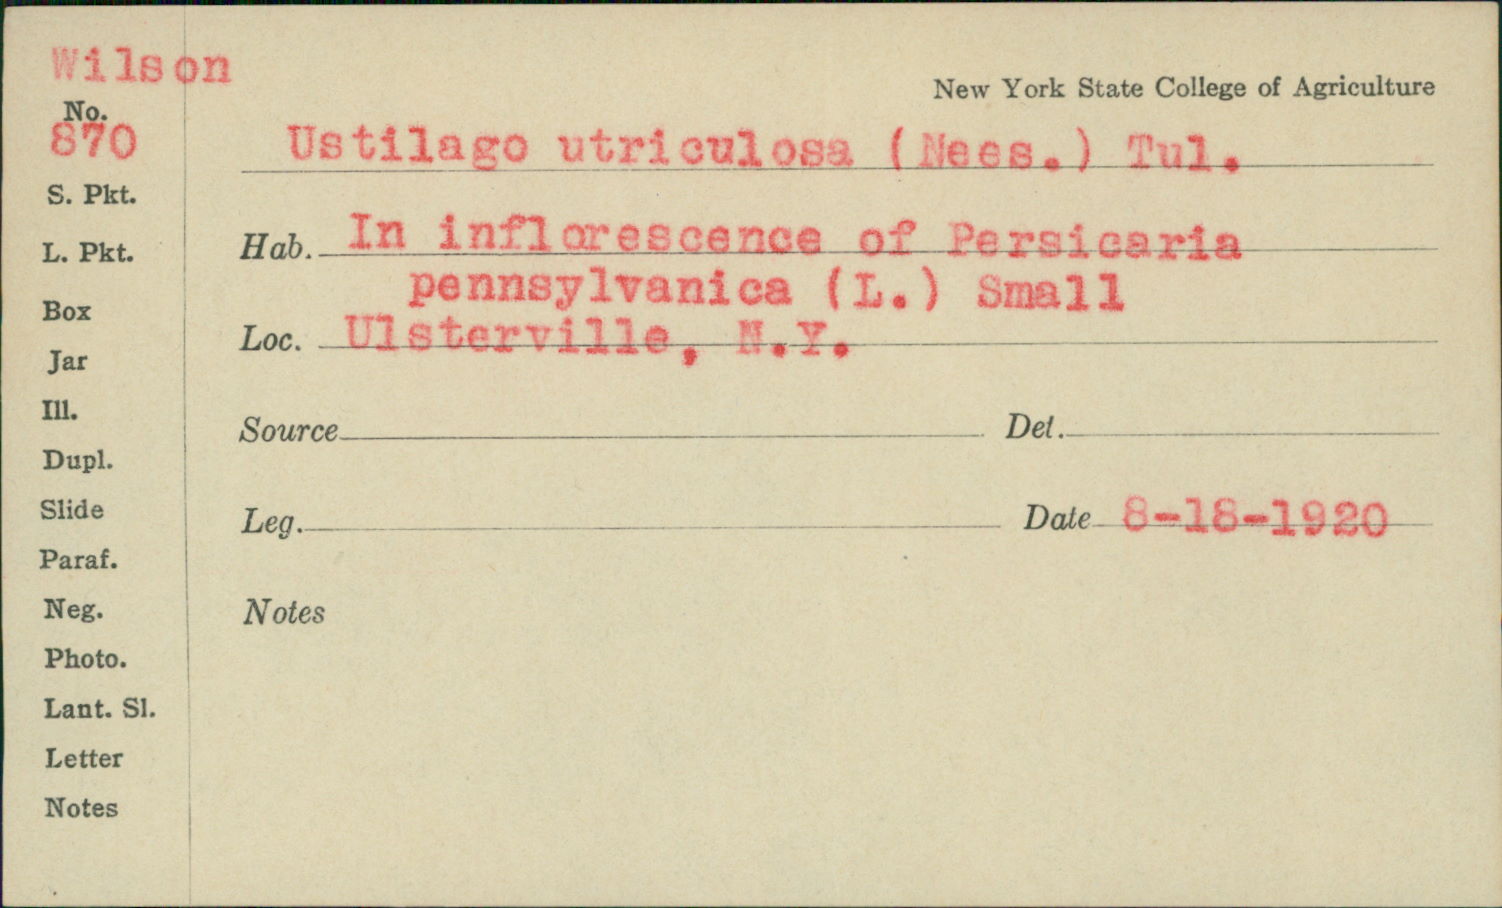 Wilson
New York State College of Agriculture
No.
870
Ustilago utriculosa (Nees.) Tul.
S. Pkt.
Hab. In inflorescence of Persicaria
L. Pkt.
pennsylvanica (L.) Small
Box
Loc. Ulsterville, N.Y.
Jar
Ill.
Source
Det.
Dupl.
Slide
Leg.
Date 8-18-1920
Paraf.
Neg.
Notes
Photo.
Lant. Sl.
Letter
Notes